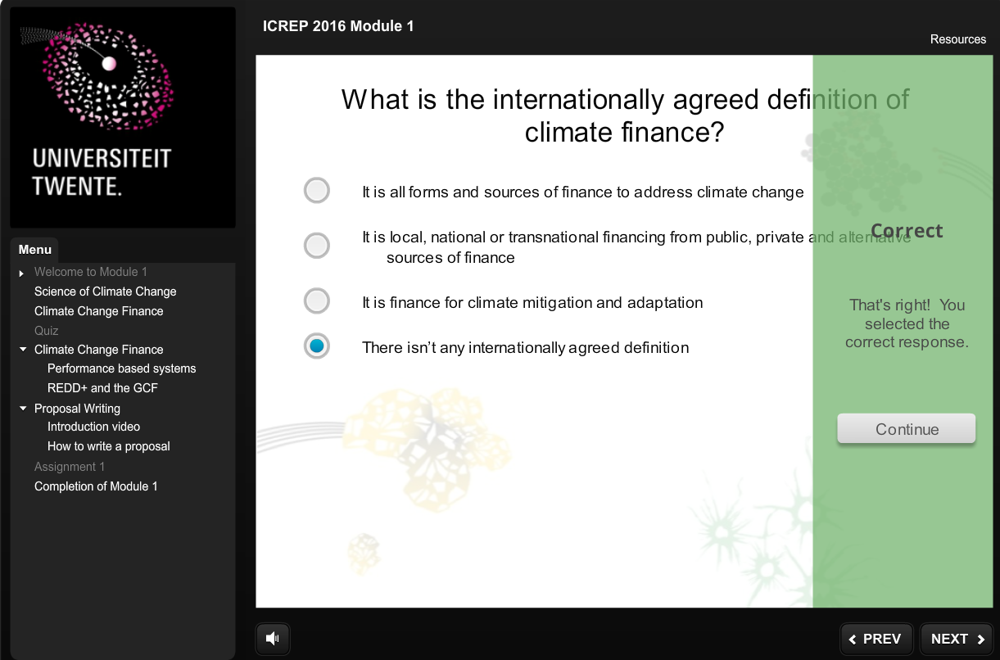 UNIVERSITEIT
TWENTE.
ICREP 2016 Module 1
Resources
Menu
Welcome to Module 1
Science of Climate Change
Climate Change Finance
Quiz
Climate Change Finance
Performance based systems
REDD+ and the GCF
Proposal Writing
Introduction video
How to write a proposal
Assignment 1
Completion of Module 1
What is the internationally agreed definition of
climate finance?
It is all forms and sources of finance to address climate change
It is local, national or transnational financing from public, private and alternative
sources of finance
It is finance for climate mitigation and adaptation
There isn’t any internationally agreed definition
Correct
That's right! You
selected the
correct response.
Continue
PREV
NEXT